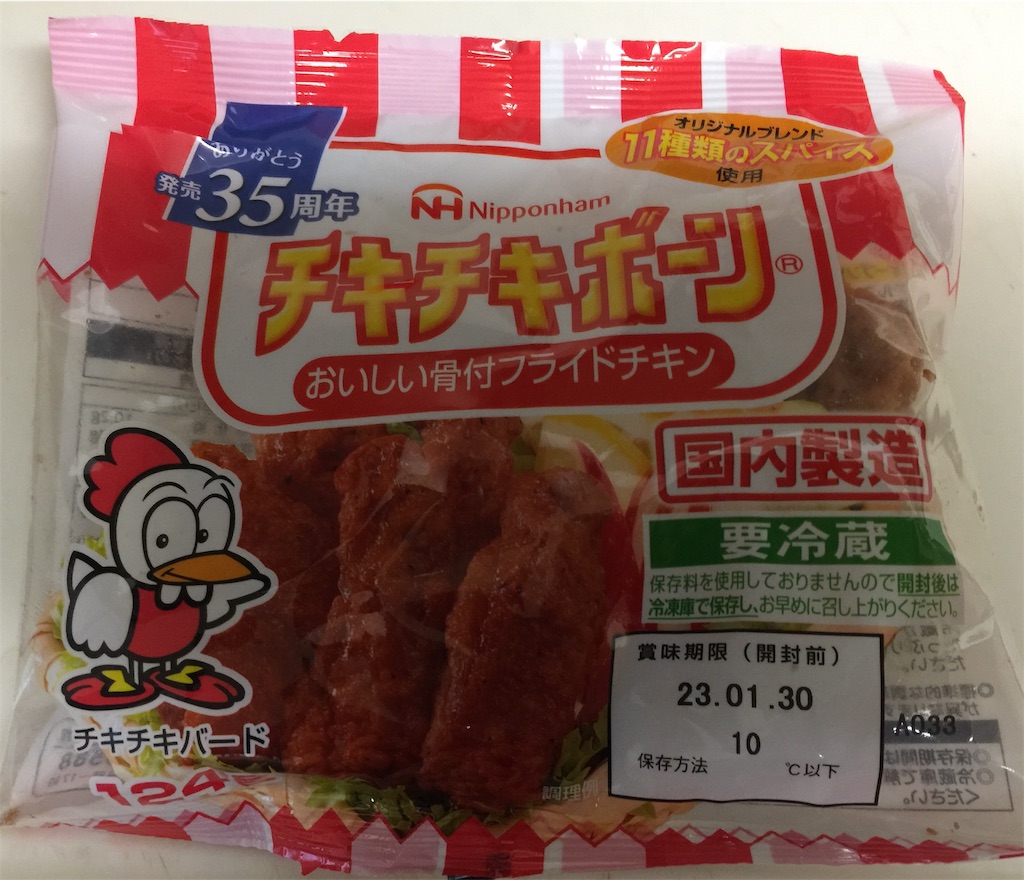 オリジナルブレンド
11種類のスパイス
使用
ありがとう
発売35周年
NH Nipponham
チキチキボーン®
おいしい骨付フライドチキン
国内製造
要冷蔵
保存料を使用しておりませんので開封後は
冷凍庫で保存し、お早めに召し上がりください。
賞味期限(開封前)
23.01.30
10
保存方法 ℃以下
A033
チキチキバード
調理例